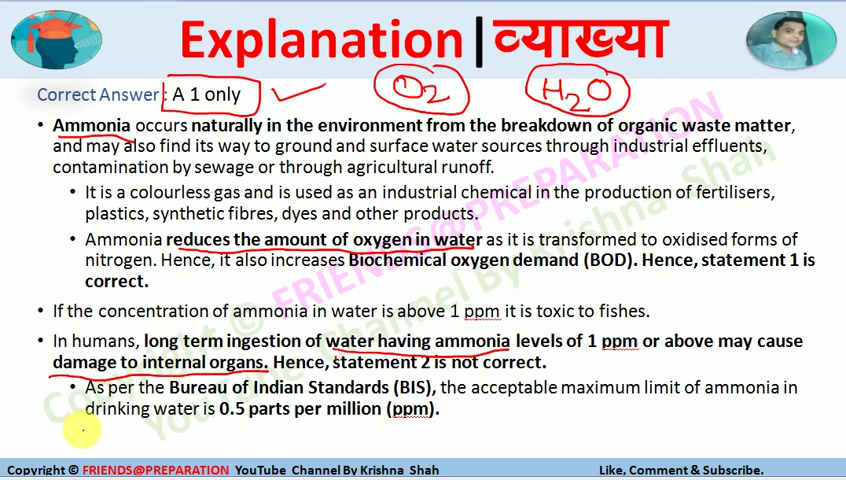 Explanation|व्याख्या
Correct Answer : A 1 only
O2
H2O
• Ammonia occurs naturally in the environment from the breakdown of organic waste matter,
and may also find its way to ground and surface water sources through industrial effluents,
contamination by sewage or through agricultural runoff.
• It is a colourless gas and is used as an industrial chemical in the production of fertilisers,
plastics, synthetic fibres, dyes and other products.
• Ammonia reduces the amount of oxygen in water as it is transformed to oxidised forms of
nitrogen. Hence, it also increases Biochemical oxygen demand (BOD). Hence, statement 1 is
correct.
• If the concentration of ammonia in water is above 1 ppm it is toxic to fishes.
• In humans, long term ingestion of water having ammonia levels of 1 ppm or above may cause
damage to internal organs. Hence, statement 2 is not correct.
• As per the Bureau of Indian Standards (BIS), the acceptable maximum limit of ammonia in
drinking water is 0.5 parts per million (ppm).
Copyright © FRIENDS@PREPARATION
YouTube Channel By Krishna Shah
Copyright © FRIENDS@PREPARATION YouTube Channel By Krishna Shah
Like, Comment & Subscribe.